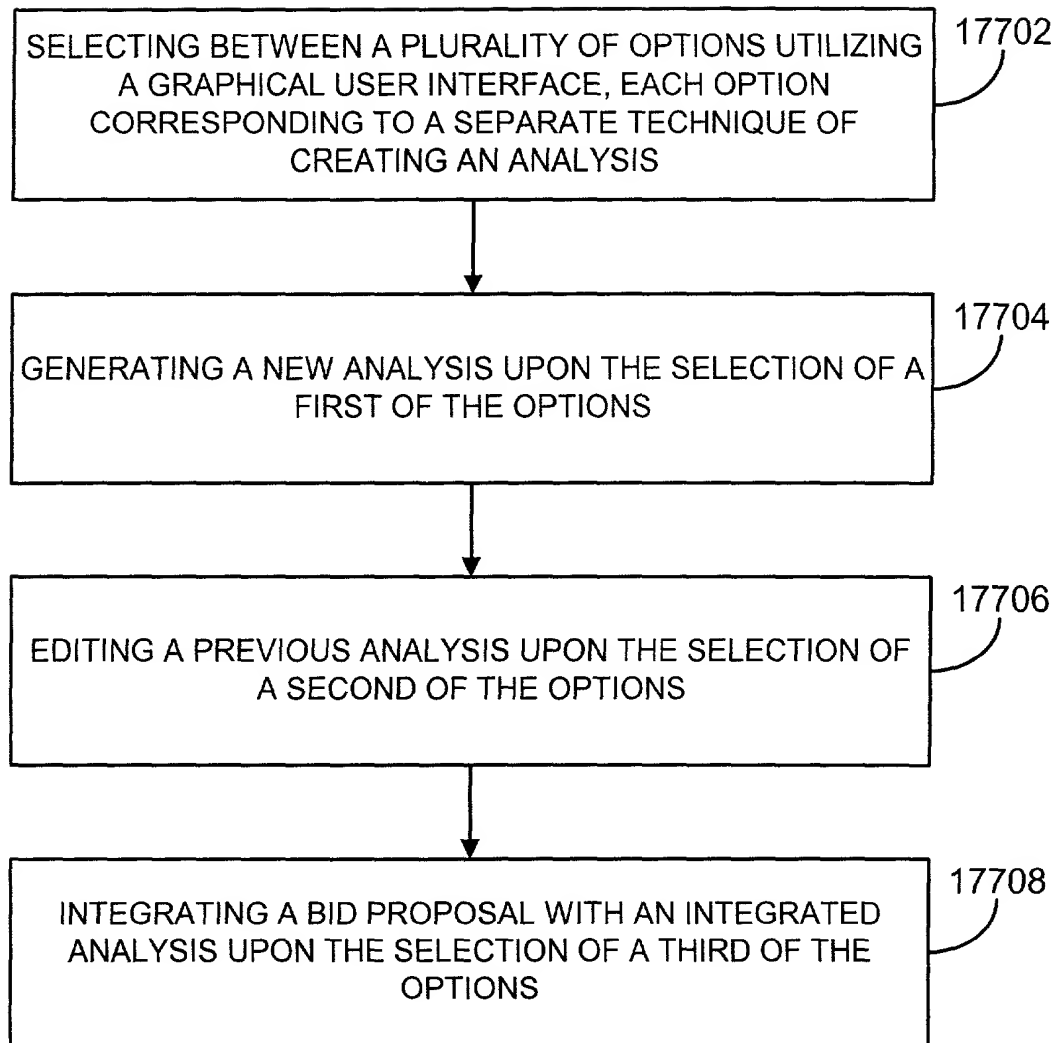 SELECTING BETWEEN A PLURALITY OF OPTIONS UTILIZING
A GRAPHICAL USER INTERFACE, EACH OPTION
CORRESPONDING TO A SEPARATE TECHNIQUE OF
CREATING AN ANALYSIS
17702
GENERATING A NEW ANALYSIS UPON THE SELECTION OF A
FIRST OF THE OPTIONS
17704
EDITING A PREVIOUS ANALYSIS UPON THE SELECTION OF
A SECOND OF THE OPTIONS
17706
INTEGRATING A BID PROPOSAL WITH AN INTEGRATED
ANALYSIS UPON THE SELECTION OF A THIRD OF THE
OPTIONS
17708